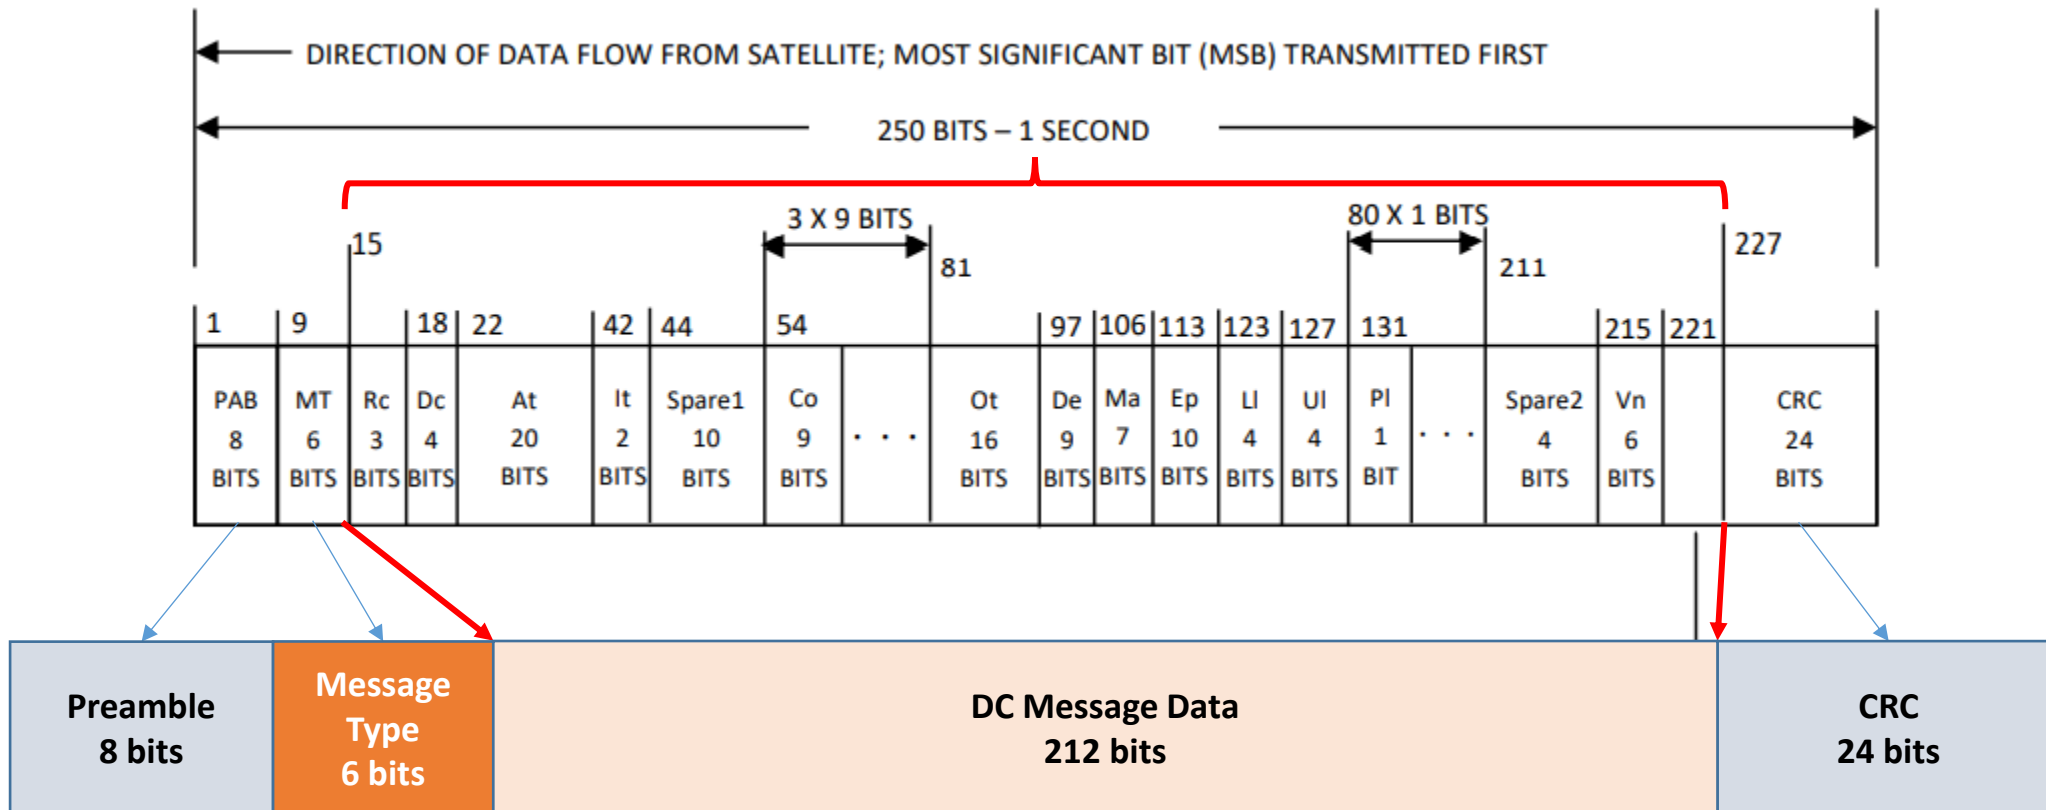 DIRECTION OF DATA FLOW FROM SATELLITE; MOST SIGNIFICANT BIT (MSB) TRANSMITTED FIRST
250 BITS – 1 SECOND
3 X 9 BITS
80 X 1 BITS
15
227
81
211
1
9
18
22
42
44
54
97
106
113
123
127
131
215
221
PAB
8
BITS
MT
6
BITS
Rc
3
BITS
Dc
4
BITS
At
20
BITS
It
2
BITS
Spare1
10
BITS
Co
9
BITS
. . .
Ot
16
BITS
De
9
BITS
Ma
7
BITS
Ep
10
BITS
Ll
4
BITS
Ul
4
BITS
Pl
1
BIT
. . .
Spare2
4
BITS
Vn
6
BITS
CRC
24
BITS
Preamble
8 bits
Message
Type
6 bits
DC Message Data
212 bits
CRC
24 bits